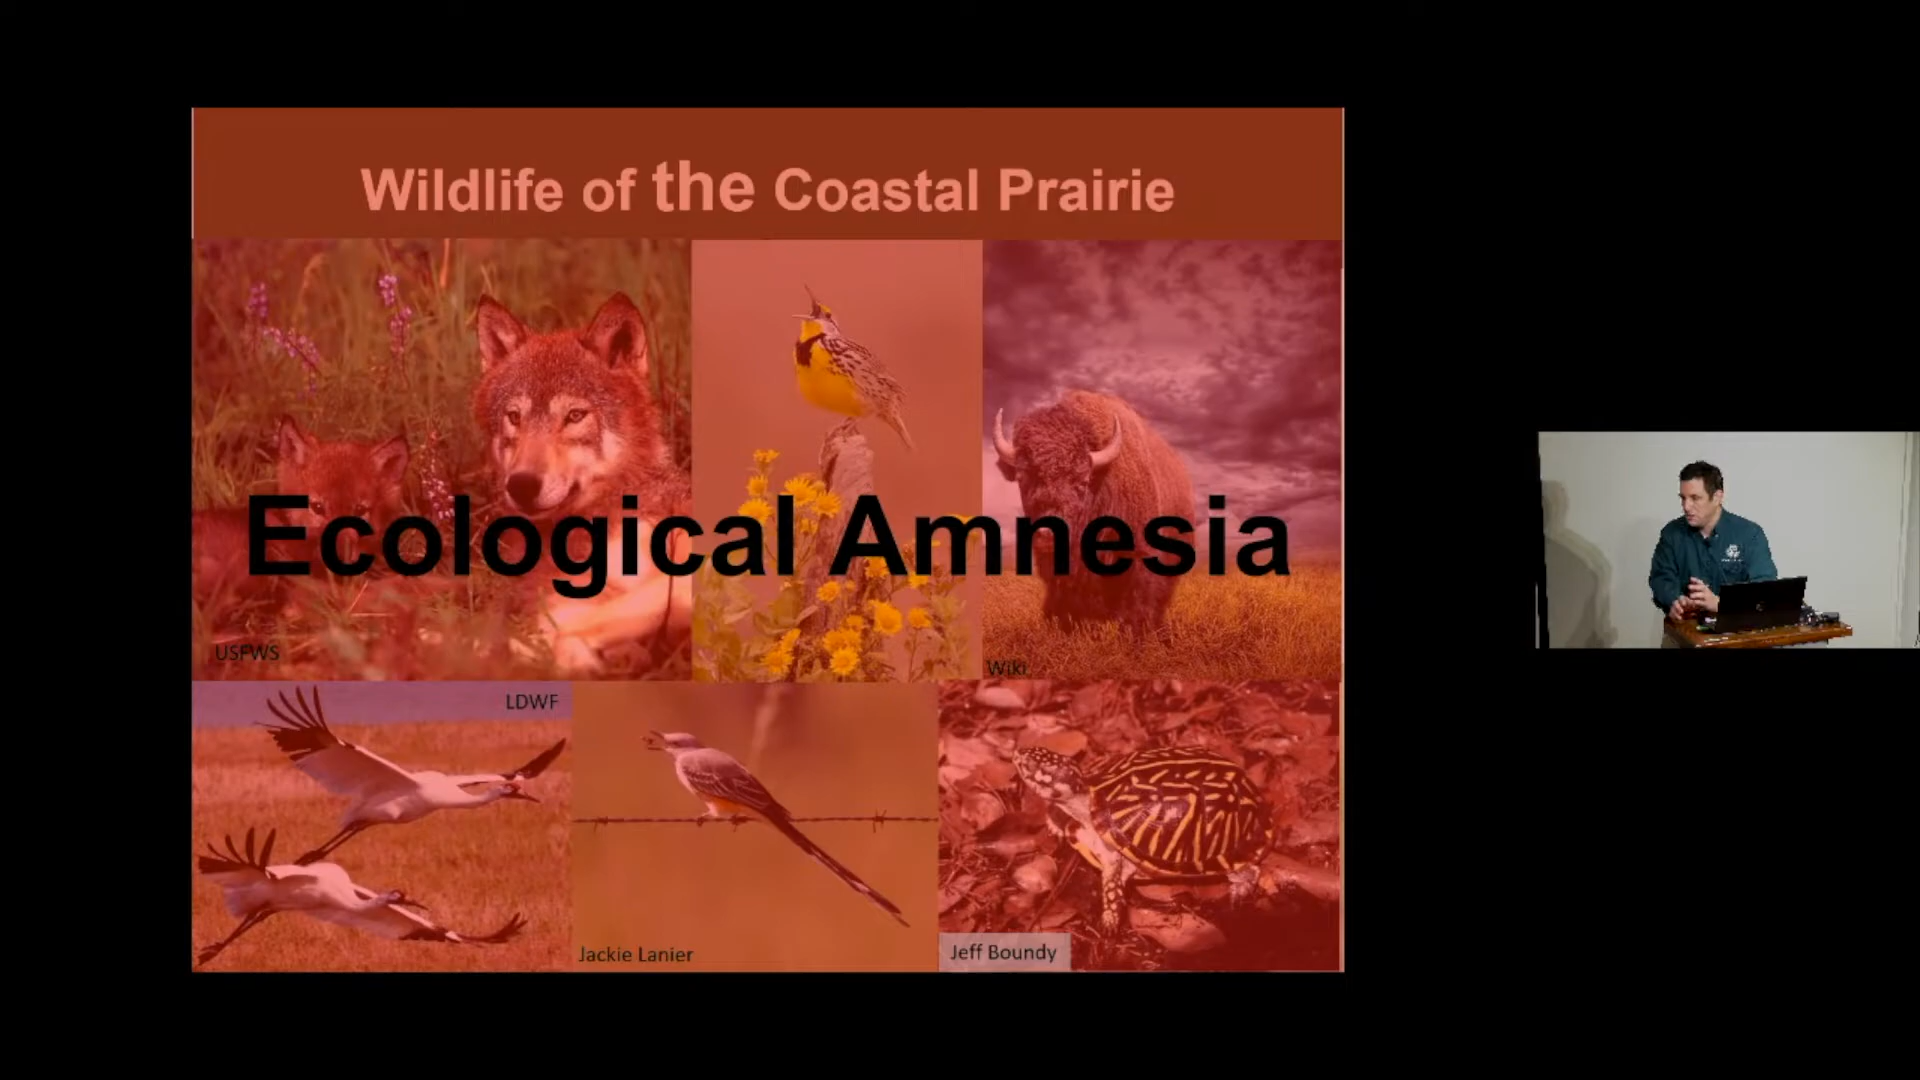 Wildlife of the Coastal Prairie
Ecological Amnesia
USFWS
Wiki
LDWF
Jackie Lanier
Jeff Boundy